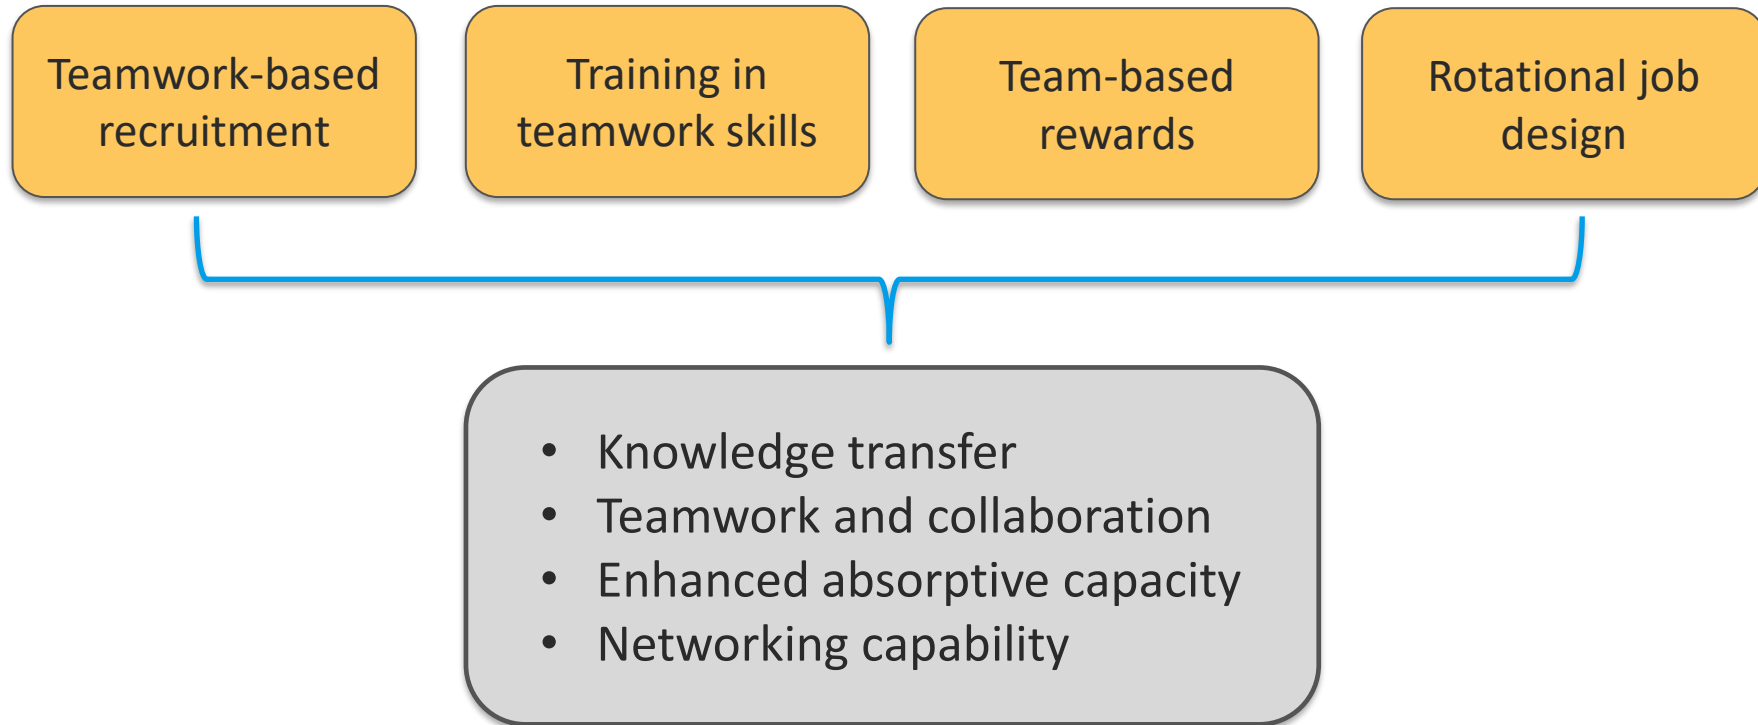 Teamwork-based
recruitment
Training in
teamwork skills
Team-based
rewards
Rotational job
design
• Knowledge transfer
• Teamwork and collaboration
• Enhanced absorptive capacity
• Networking capability